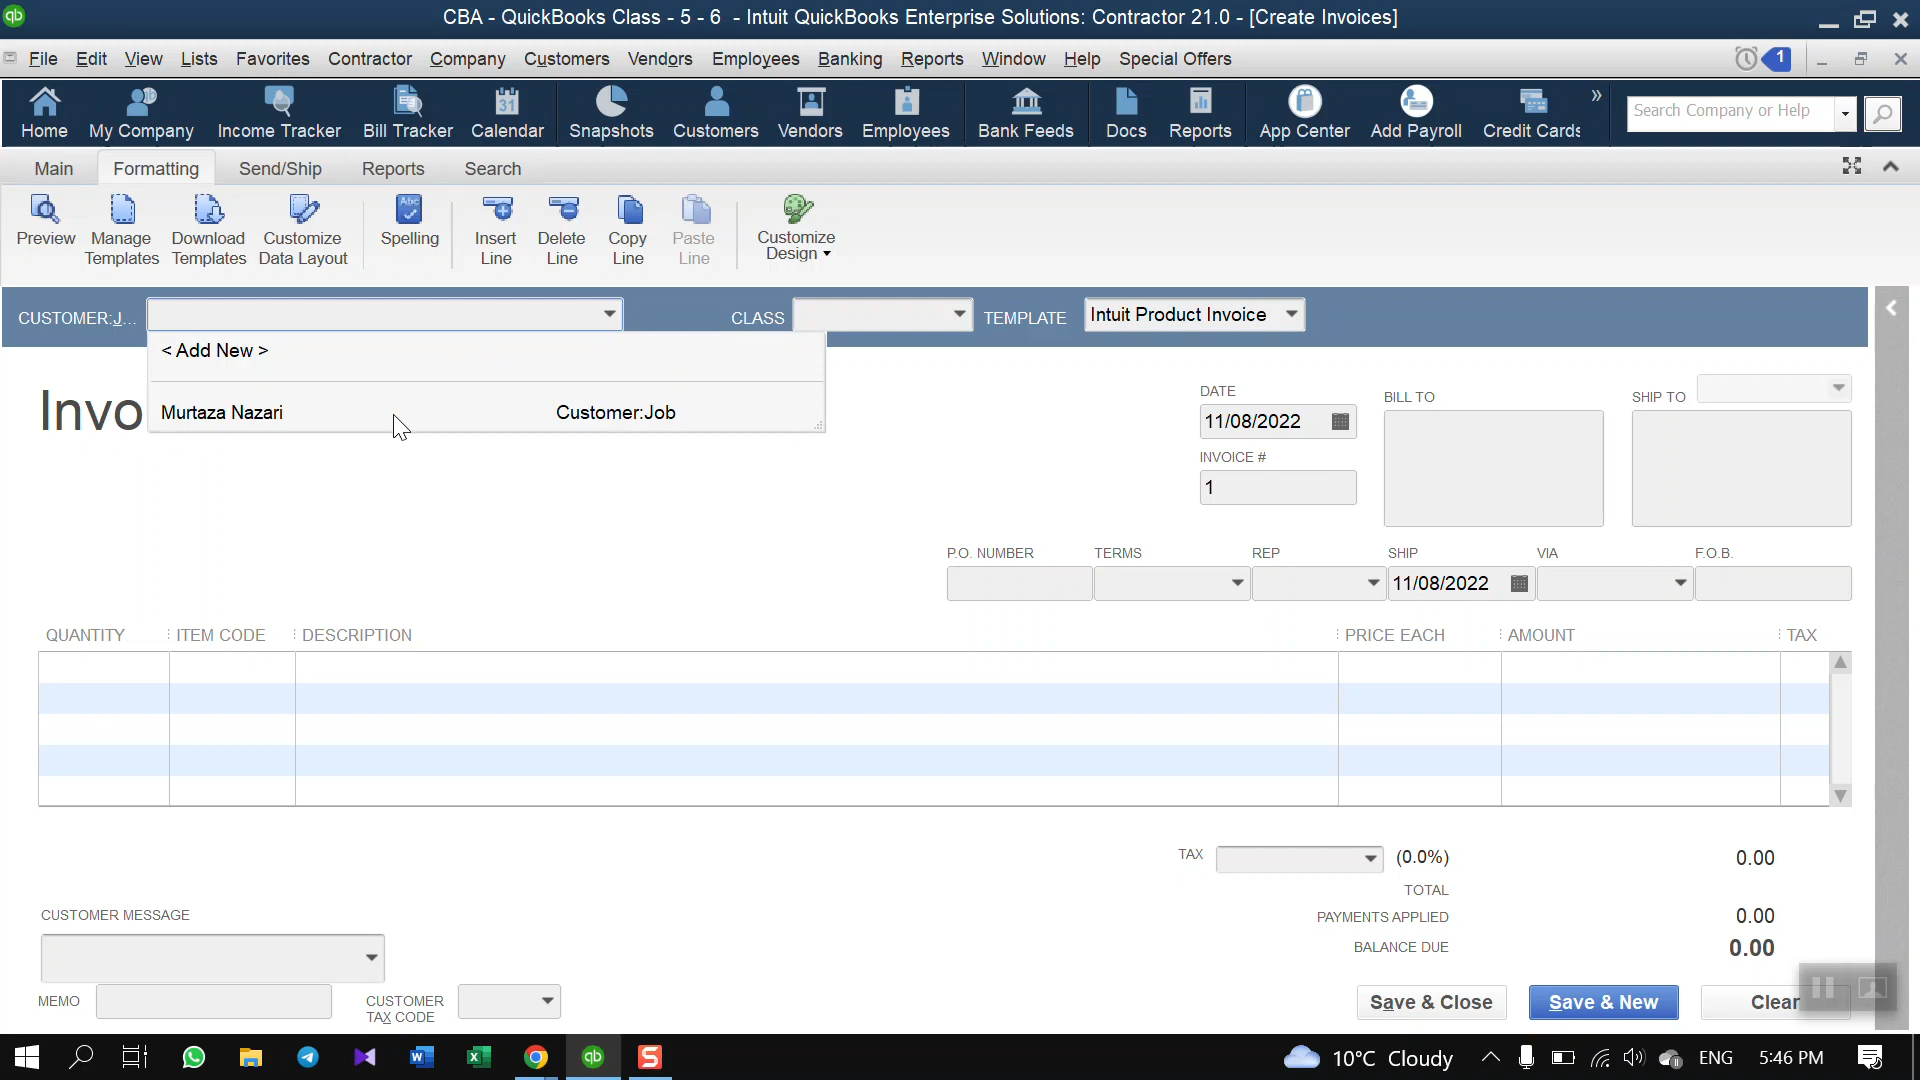 qb CBA - QuickBooks Class - 5 - 6 - Intuit QuickBooks Enterprise Solutions: Contractor 21.0 - [Create Invoices]
File Edit View Lists Favorites Contractor Company Customers Vendors Employees Banking Reports Window Help Special Offers 1
31
Home My Company Income Tracker Bill Tracker Calendar Snapshots Customers Vendors Employees Bank Feeds Docs Reports App Center Add Payroll Credit Cards » Search Company or Help
Main Formatting Send/Ship Reports Search
Abc
Preview Manage Templates Download Templates Customize Data Layout Spelling Insert Line Delete Line Copy Line Paste Line Customize Design
CUSTOMER:J... CLASS TEMPLATE Intuit Product Invoice
< Add New >
Murtaza Nazari Customer:Job
Invo
DATE BILL TO SHIP TO
11/08/2022
INVOICE #
1
P.O. NUMBER TERMS REP SHIP VIA F.O.B.
11/08/2022
QUANTITY ITEM CODE DESCRIPTION PRICE EACH AMOUNT TAX
TAX (0.0%) 0.00
TOTAL
CUSTOMER MESSAGE PAYMENTS APPLIED 0.00
BALANCE DUE 0.00
MEMO CUSTOMER TAX CODE Save & Close Save & New Clear
W X qb S 10°C Cloudy ENG 5:46 PM